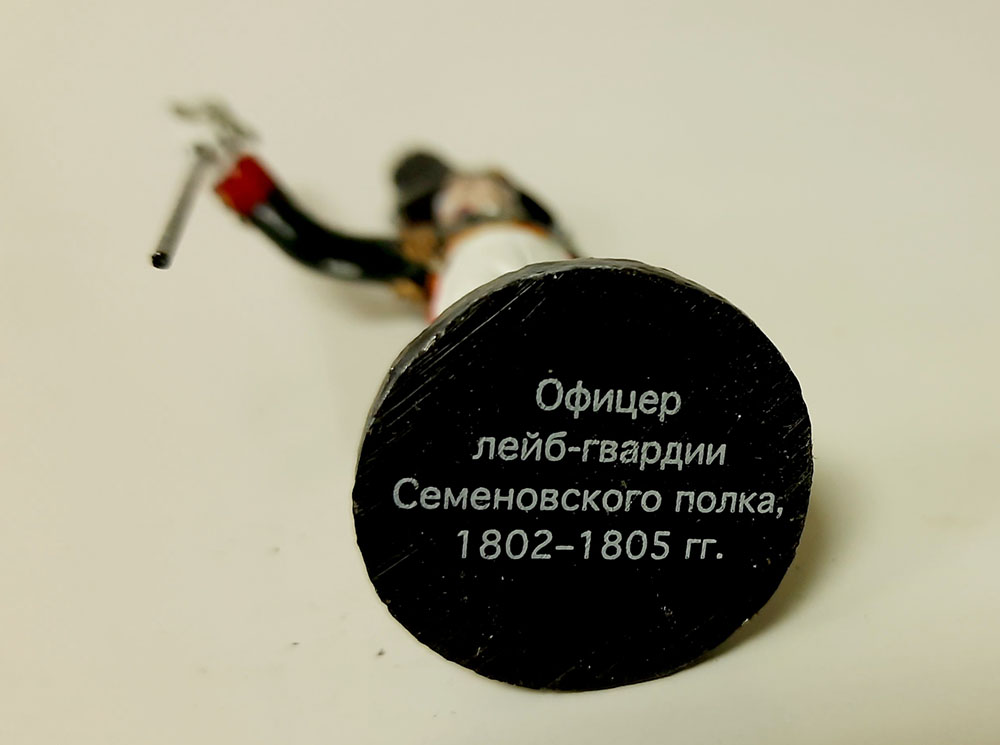 Офицер
лейб-гвардии
Семеновского полка,
1802–1805 гг.